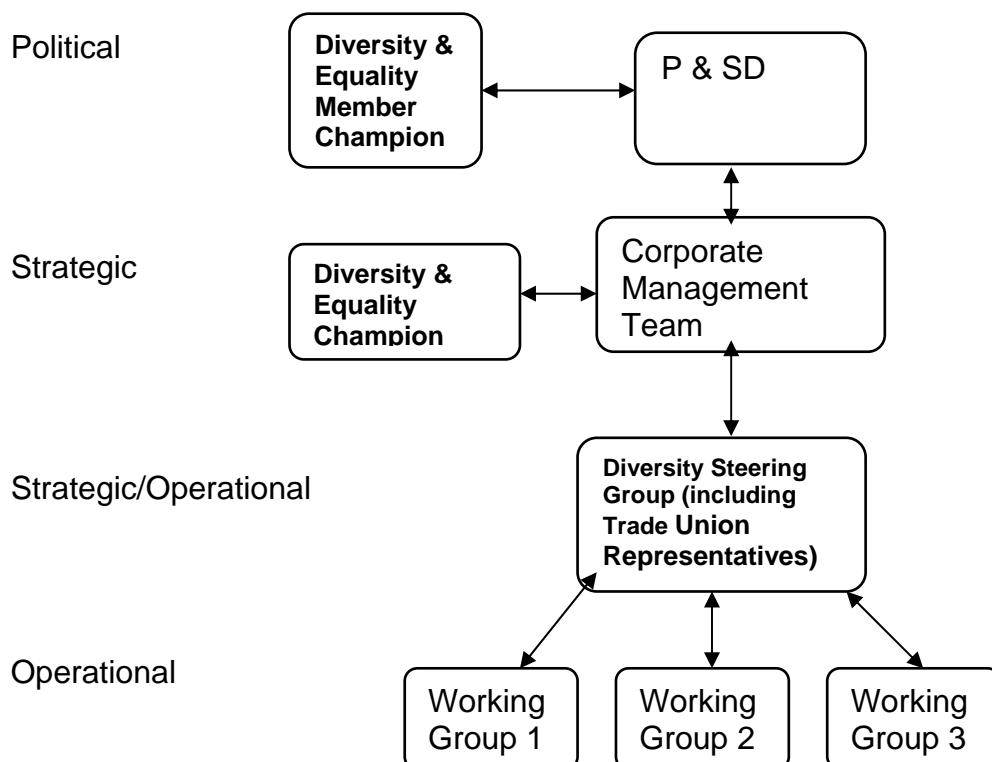 Political
Diversity &
Equality
Member
Champion
P & SD
Strategic
Diversity &
Equality
Champion
Corporate
Management
Team
Strategic/Operational
Diversity Steering
Group (including
Trade Union
Representatives)
Operational
Working
Group 1
Working
Group 2
Working
Group 3